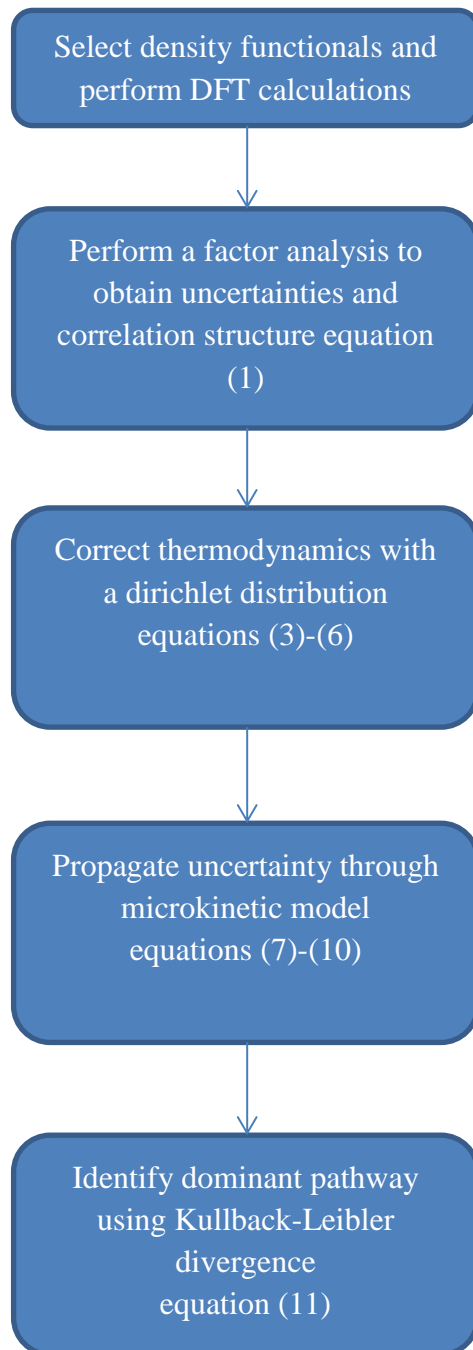 Select density functionals and
perform DFT calculations
Perform a factor analysis to
obtain uncertainties and
correlation structure equation
(1)
Correct thermodynamics with
a dirichlet distribution
equations (3)-(6)
Propagate uncertainty through
microkinetic model
equations (7)-(10)
Identify dominant pathway
using Kullback-Leibler
divergence
equation (11)